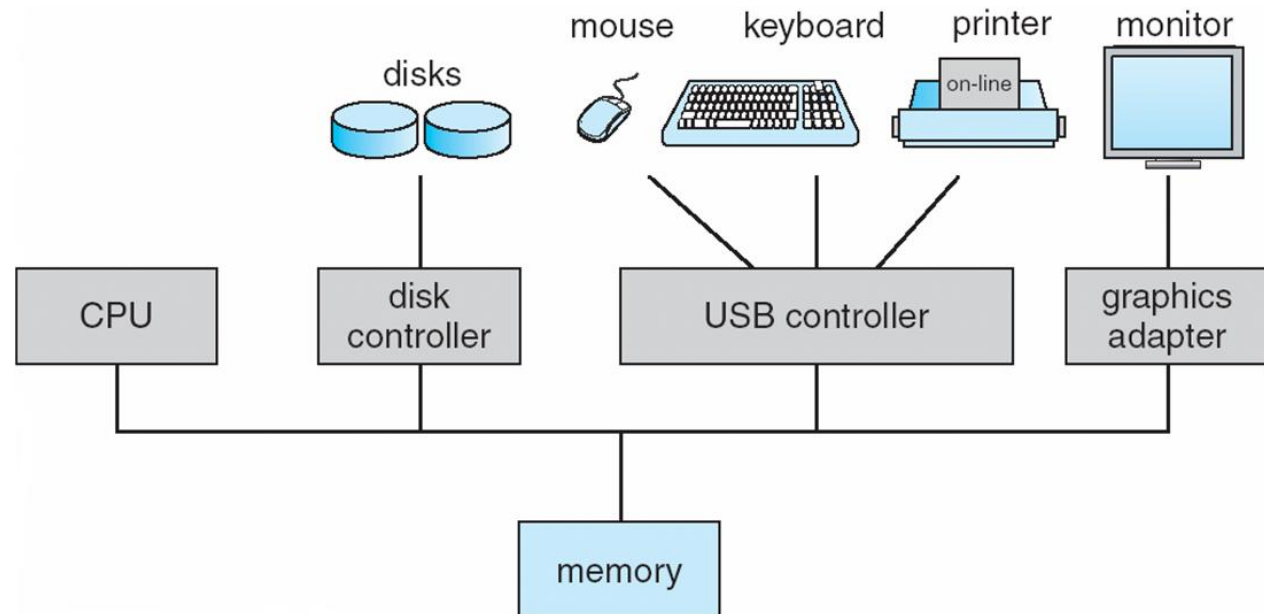 mouse
keyboard
printer
monitor
disks
on-line
CPU
disk
controller
USB controller
graphics
adapter
memory